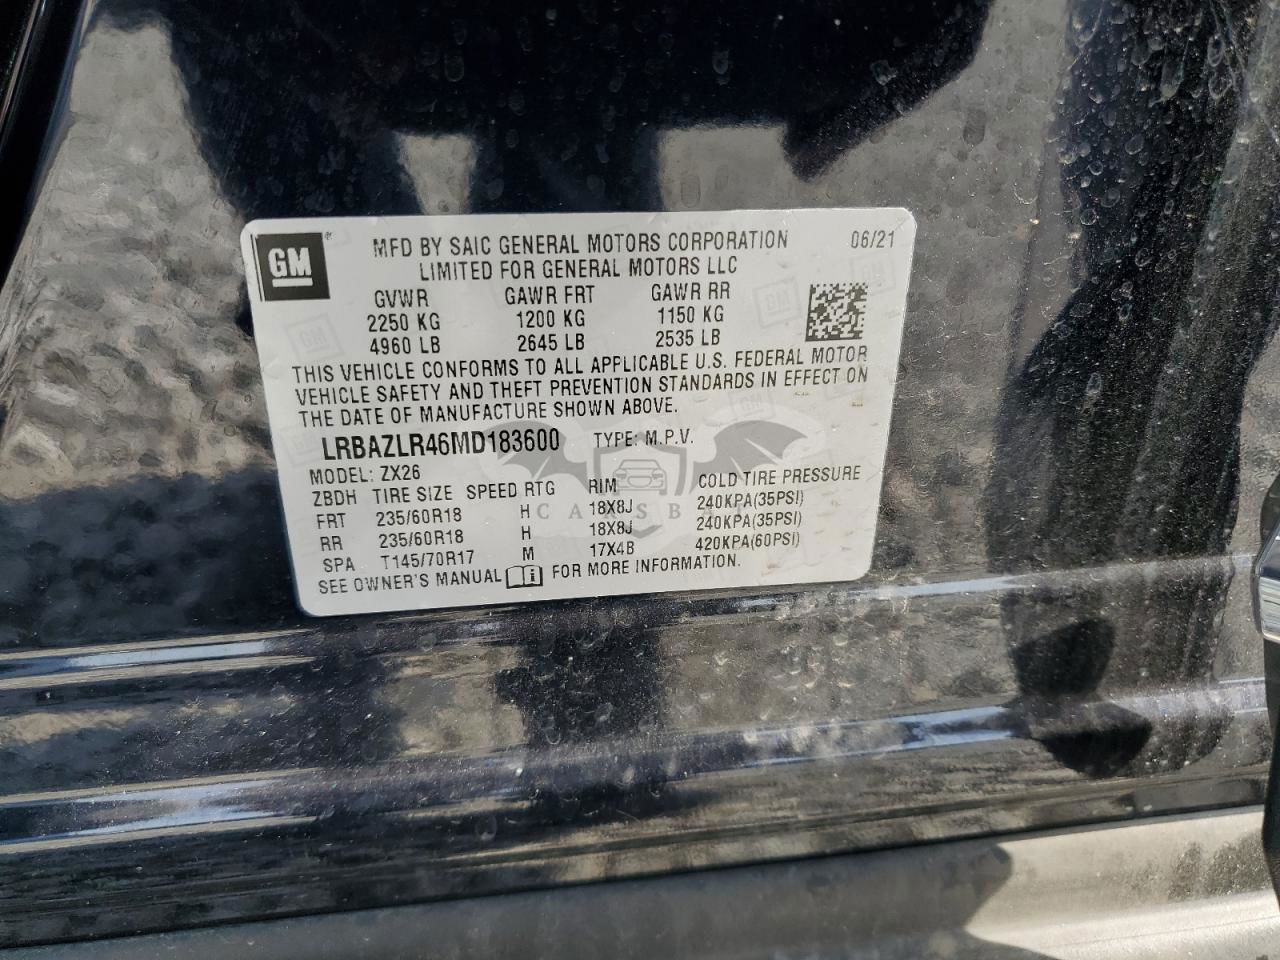 GM ® MFD BY SAIC GENERAL MOTORS CORPORATION 06/21
LIMITED FOR GENERAL MOTORS LLC
GVWR GAWR FRT GAWR RR
2250 KG 1200 KG 1150 KG
4960 LB 2645 LB 2535 LB
THIS VEHICLE CONFORMS TO ALL APPLICABLE U.S. FEDERAL MOTOR
VEHICLE SAFETY AND THEFT PREVENTION STANDARDS IN EFFECT ON
THE DATE OF MANUFACTURE SHOWN ABOVE.
LRBAZLR46MD183600 TYPE: M.P.V.
MODEL: ZX26
ZBDH TIRE SIZE SPEED RTG RIM COLD TIRE PRESSURE
FRT 235/60R18 H 18X8J 240KPA(35PSI)
RR 235/60R18 H 18X8J 240KPA(35PSI)
SPA T145/70R17 M 17X4B 420KPA(60PSI)
SEE OWNER'S MANUAL i FOR MORE INFORMATION.
CARSBAT